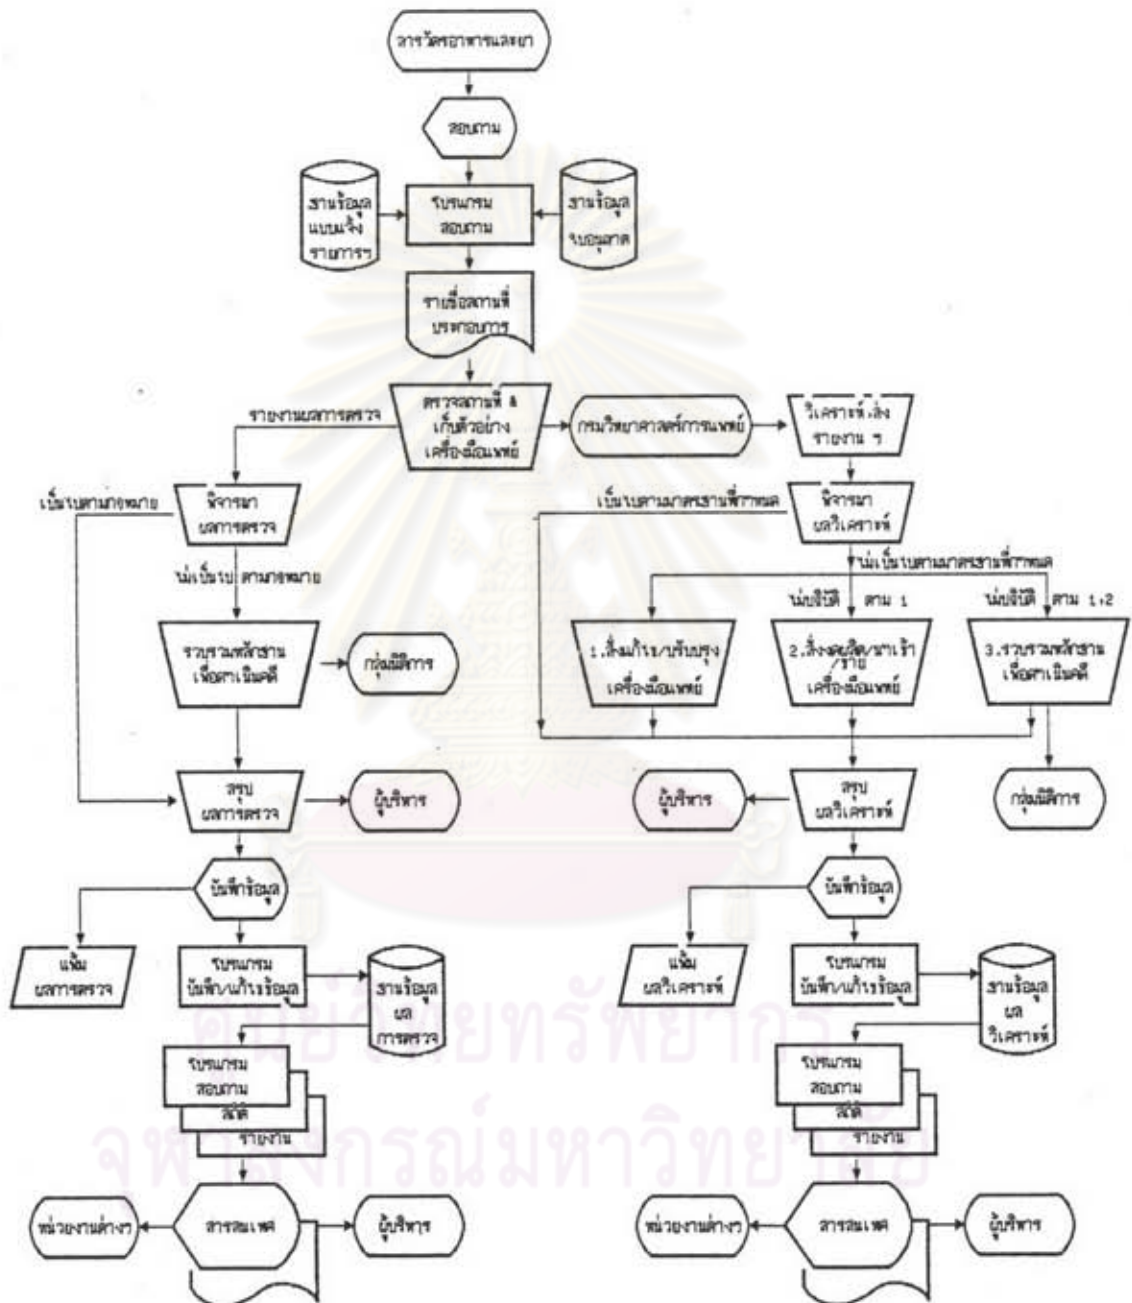 สารวัตรอาหารและยา
สอบถาม
ฐานข้อมูล
แบบแจ้ง
รายการฯ
โปรแกรม
สอบถาม
ฐานข้อมูล
ใบอนุญาต
รายชื่อสถานที่
ประกอบการ
รายงานผลการตรวจ
ตรวจสถานที่ &
เก็บตัวอย่าง
เครื่องมือแพทย์
กรมวิทยาศาสตร์การแพทย์
วิเคราะห์,ส่ง
รายงาน ฯ
เป็นไปตามกฎหมาย
พิจารณา
ผลการตรวจ
เป็นไปตามมาตรฐานที่กำหนด
พิจารณา
ผลวิเคราะห์
ไม่เป็นไป ตามกฎหมาย
ไม่เป็นไปตามมาตรฐานที่กำหนด
ไม่ปฏิบัติ ตาม 1
ไม่ปฏิบัติ ตาม 1,2
รวบรวมหลักฐาน
เพื่อดำเนินคดี
กลุ่มนิติการ
1.สั่งแก้ไข/ปรับปรุง
เครื่องมือแพทย์
2.สั่งงดผลิต/นำเข้า
/ขาย
เครื่องมือแพทย์
3.รวบรวมหลักฐาน
เพื่อดำเนินคดี
สรุป
ผลการตรวจ
ผู้บริหาร
ผู้บริหาร
สรุป
ผลวิเคราะห์
กลุ่มนิติการ
บันทึกข้อมูล
บันทึกข้อมูล
แฟ้ม
ผลการตรวจ
โปรแกรม
บันทึก/แก้ไขข้อมูล
ฐานข้อมูล
ผล
การตรวจ
แฟ้ม
ผลวิเคราะห์
โปรแกรม
บันทึก/แก้ไขข้อมูล
ฐานข้อมูล
ผล
วิเคราะห์
ศูนย์วิทยทรัพยากร
โปรแกรม
สอบถาม
สถิติ
รายงาน
โปรแกรม
สอบถาม
สถิติ
รายงาน
จุฬาลงกรณ์มหาวิทยาลัย
หน่วยงานต่างๆ
สารสนเทศ
ผู้บริหาร
หน่วยงานต่างๆ
สารสนเทศ
ผู้บริหาร